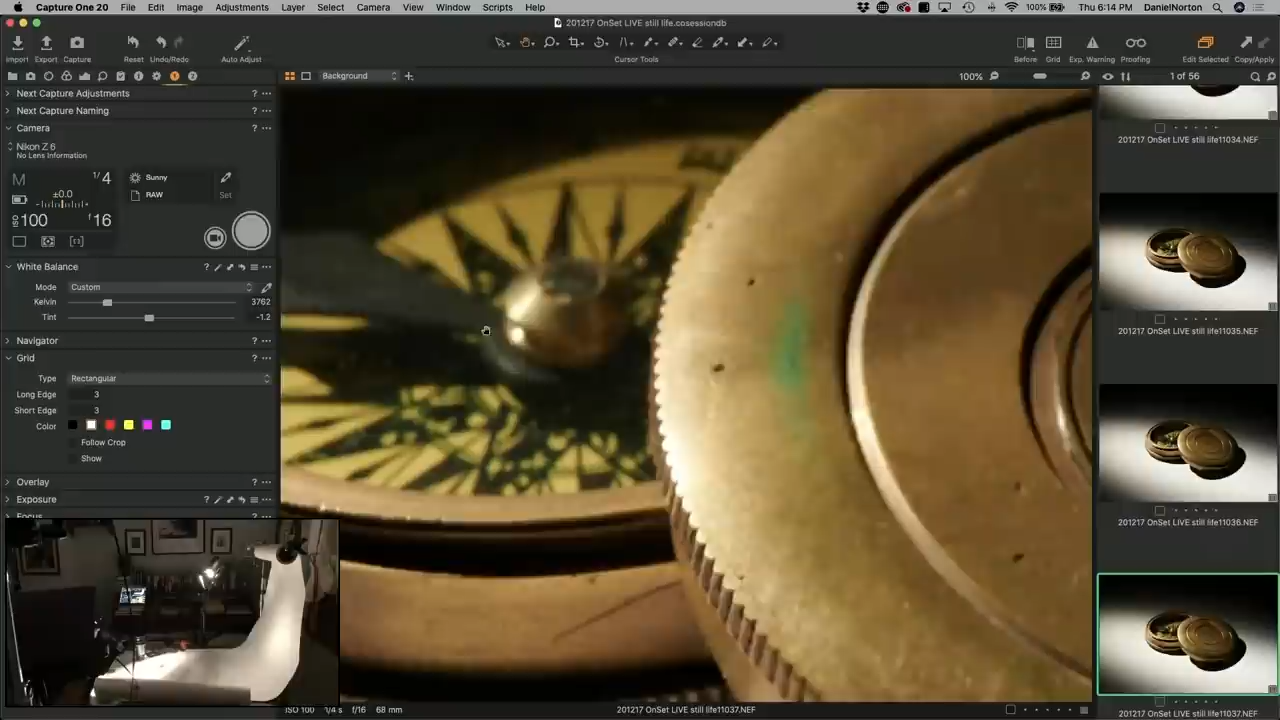 Capture One 20 File Edit Image Adjustments Layer Select Camera View Window Scripts Help 100% Thu 6:14 PM DanielNorton
201217 OnSet LIVE still life.cosessiondb
Import Export Capture Reset Undo/Redo Auto Adjust Cursor Tools Before Grid Exp. Warning Proofing Edit Selected Copy/Apply
Background 100% 1 of 56
Next Capture Adjustments
Next Capture Naming
Camera
Nikon Z 6
No Lens Information
M 1/4 Sunny
±0.0 RAW Set
ISO 100 f16
White Balance
Mode Custom
Kelvin 3762
Tint -1.2
Navigator
Grid
Type Rectangular
Long Edge 3
Short Edge 3
Color
Follow Crop
Show
Overlay
Exposure
Focus
E
201217 OnSet LIVE still life11034.NEF
201217 OnSet LIVE still life11035.NEF
201217 OnSet LIVE still life11036.NEF
201217 OnSet LIVE still life11037.NEF
ISO 100 1/4 s f/16 68 mm 201217 OnSet LIVE still life11037.NEF